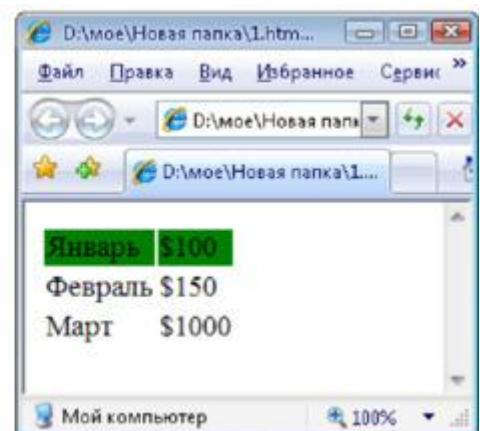 D:\мое\Новая папка\1.htm...
Файл Правка Вид Избранное Сервис »
D:\мое\Новая папк
D:\мое\Новая папка\1....
Январь $100
Февраль $150
Март $1000
Мой компьютер 100%